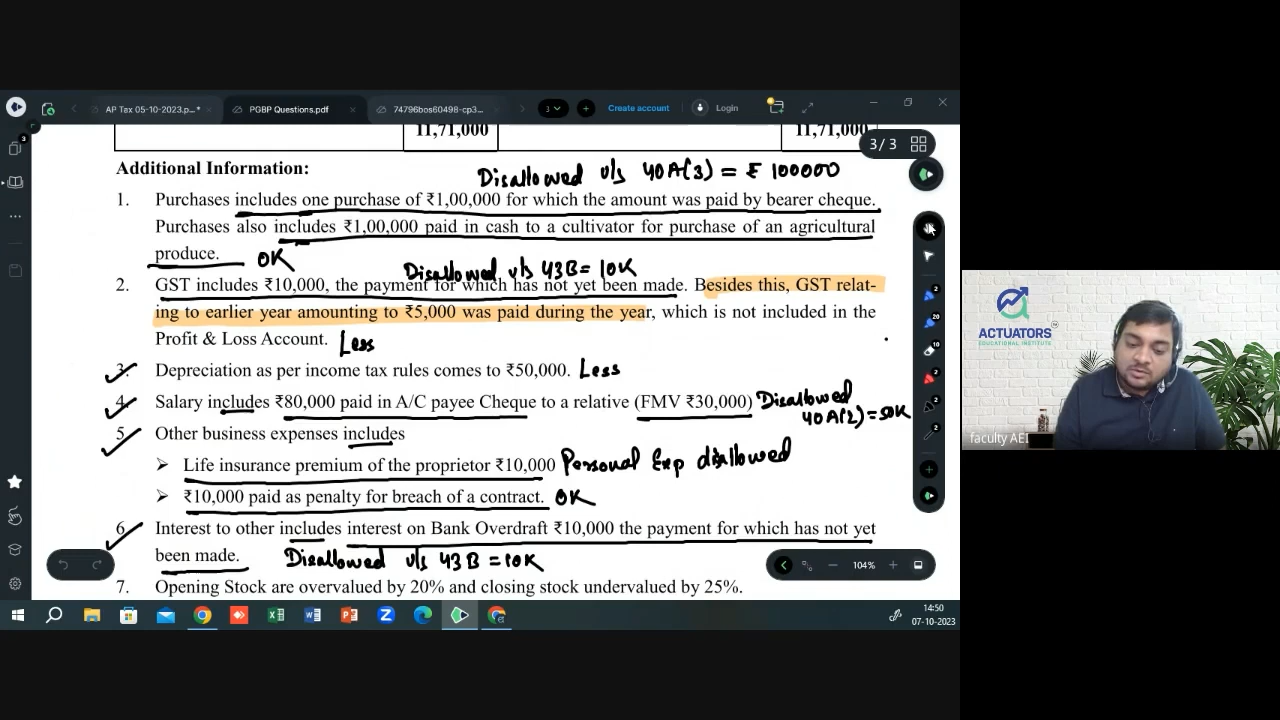 AP Tax 05-10-2023.p... *
PGBP Questions.pdf
74796bos60498-cp3...
3
Create account
Login
11,71,000
11,71,000
3/3
Additional Information:
Disallowed u/s 40A(3) = ₹ 100000
1. Purchases includes one purchase of ₹1,00,000 for which the amount was paid by bearer cheque.
Purchases also includes ₹1,00,000 paid in cash to a cultivator for purchase of an agricultural
produce. OK
Disallowed u/s 43B = 10K
2. GST includes ₹10,000, the payment for which has not yet been made. Besides this, GST relat-
ing to earlier year amounting to ₹5,000 was paid during the year, which is not included in the
Profit & Loss Account. Less
3. Depreciation as per income tax rules comes to ₹50,000. Less
4. Salary includes ₹80,000 paid in A/C payee Cheque to a relative (FMV ₹30,000) Disallowed
40A(2) = 50K
5. Other business expenses includes
➢ Life insurance premium of the proprietor ₹10,000 Personal Exp disallowed
➢ ₹10,000 paid as penalty for breach of a contract. OK
6. Interest to other includes interest on Bank Overdraft ₹10,000 the payment for which has not yet
been made. Disallowed u/s 43B = 10K
7. Opening Stock are overvalued by 20% and closing stock undervalued by 25%.
104%
14:50
07-10-2023
ACTUATORS
EDUCATIONAL INSTITUTE
faculty AEI